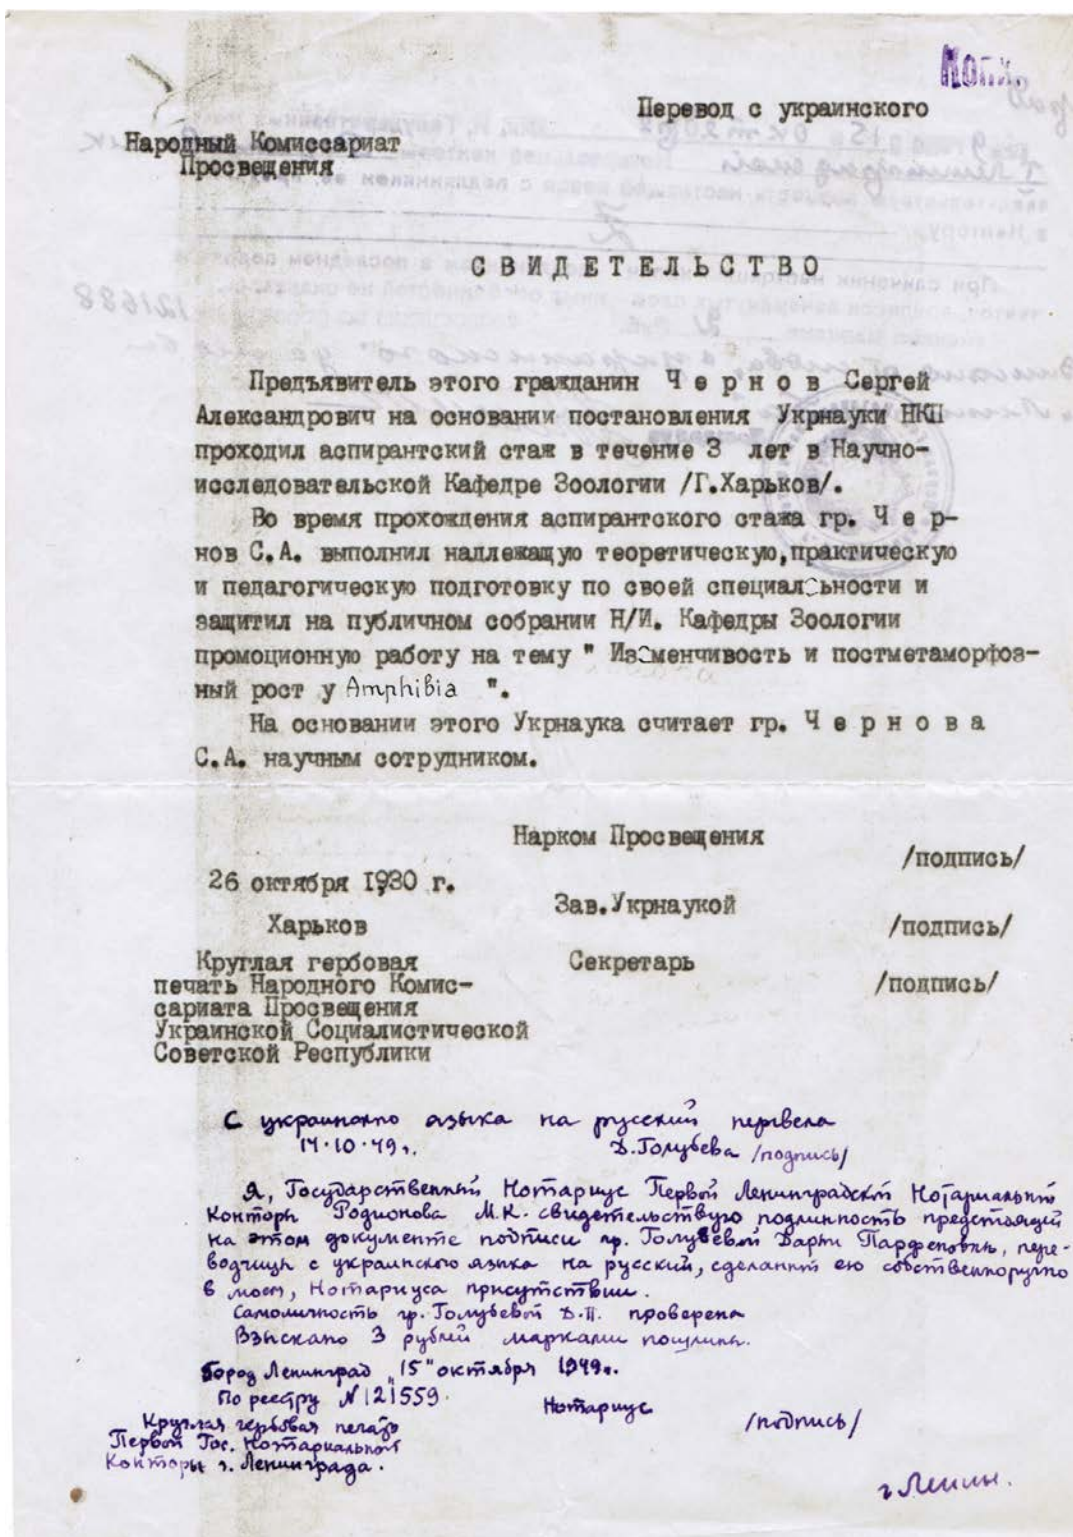 Перевод с украинского
Народный Комиссариат
Просвещения
СВИДЕТЕЛЬСТВО
Предъявитель этого гражданин Чернов Сергей
Александрович на основании постановления Укрнауки НКП
проходил аспирантский стаж в течение 3 лет в Научно-
исследовательской Кафедре Зоологии /Г.Харьков/.
Во время прохождения аспирантского стажа гр. Чер-
нов С.А. выполнил надлежащую теоретическую,практическую
и педагогическую подготовку по своей специальности и
защитил на публичном собрании Н/И. Кафедры Зоологии
промоционную работу на тему " Изменчивость и постметаморфоз-
ный рост у Amphibia ".
На основании этого Укрнаука считает гр. Чернова
С.А. научным сотрудником.
Нарком Просвещения
/подпись/
26 октября 1930 г.
Зав.Укрнаукой
Харьков /подпись/
Круглая гербовая Секретарь
печать Народного Комис- /подпись/
сариата Просвещения
Украинской Социалистической
Советской Республики
С языка на русский перевела
14.10.49г. Д.Голубева /подпись/
Я, Государственный Нотариус Первой Ленинградской Нотариальной
Конторы Родионова М.К. свидетельствую подлинность предстоящей
на этом документе подписи гр. Голубевой Дарьи Парфеновны, пере-
водчицы с украинского языка на русский, сделанной ею собственноручно
в моем, Нотариуса присутствии.
Самоличность гр. Голубевой Д.П. проверена
Взыскано 3 рублей марками пошлины.
Город Ленинград "15" октября 1949г.
По реестру № 121559.
Нотариус /подпись/
Круглая гербовая печать
Первой Гос. Нотариальной
Конторы г. Ленинграда.
г Ленин.